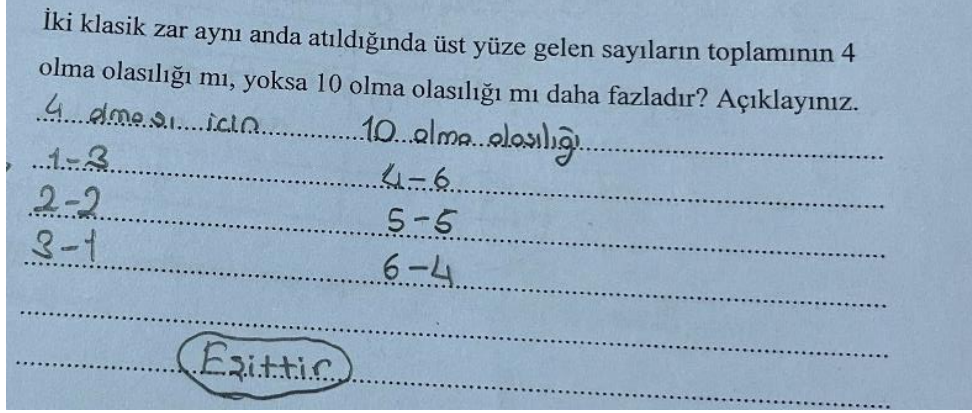 İki klasik zar aynı anda atıldığında üst yüze gelen sayıların toplamının 4
olma olasılığı mı, yoksa 10 olma olasılığı mı daha fazladır? Açıklayınız.
4 olması için 10 olma olasılığı
1-3 4-6
2-2 5-5
3-1 6-4
Eşittir